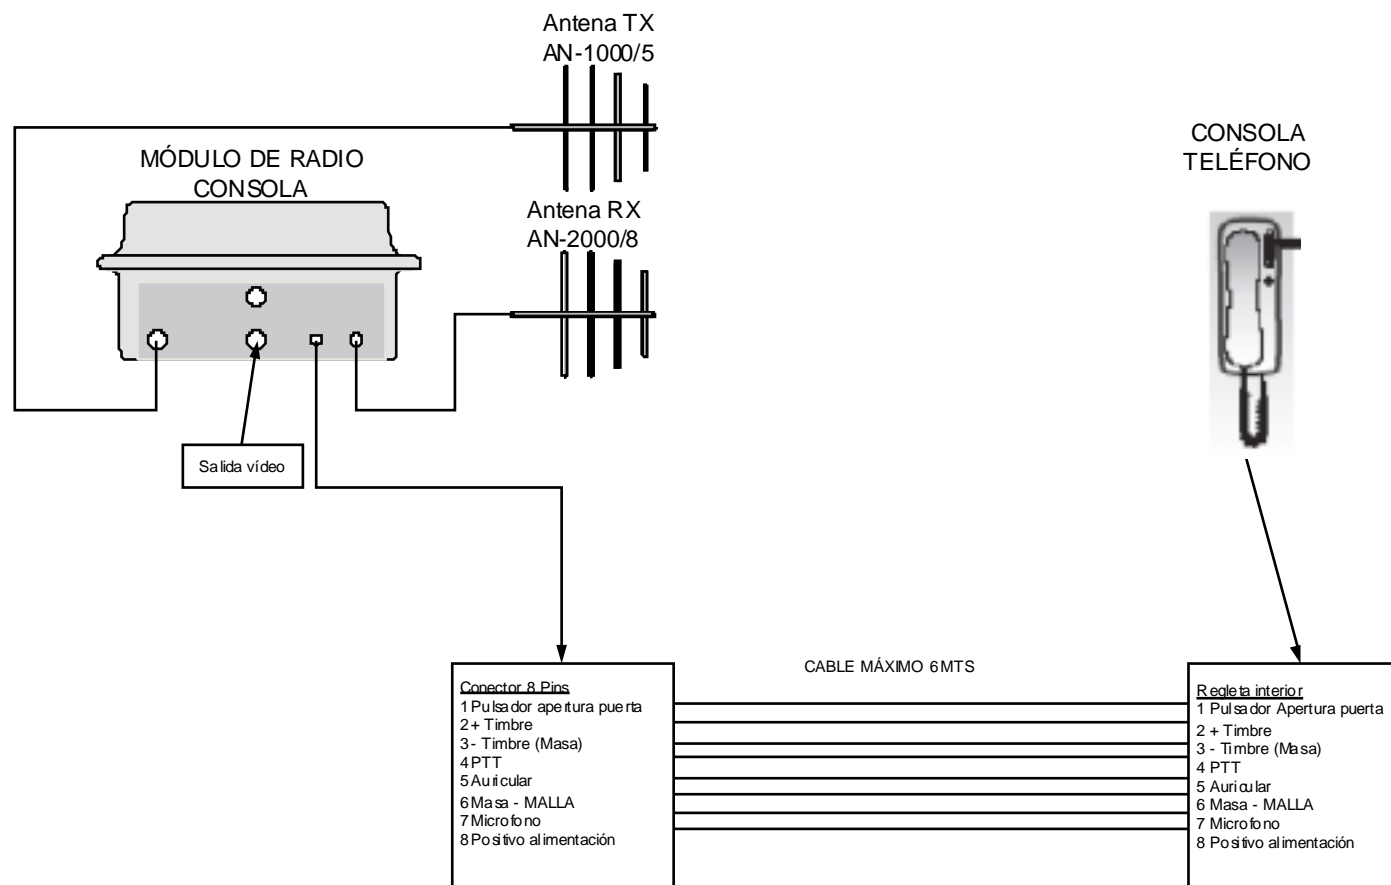 Antena TX
AN-1000/5
MÓDULO DE RADIO
CONSOLA
Antena RX
AN-2000/8
CONSOLA
TELÉFONO
Salida vídeo
CABLE MÁXIMO 6MTS
Conector 8 Pins
1 Pulsador apertura puerta
2 + Timbre
3 - Timbre (Masa)
4 PTT
5 Auricular
6 Masa - MALLA
7 Microfono
8 Positivo alimentación
Regleta interior
1 Pulsador Apertura puerta
2 + Timbre
3 - Timbre (Masa)
4 PTT
5 Auricular
6 Masa - MALLA
7 Microfono
8 Positivo alimentación